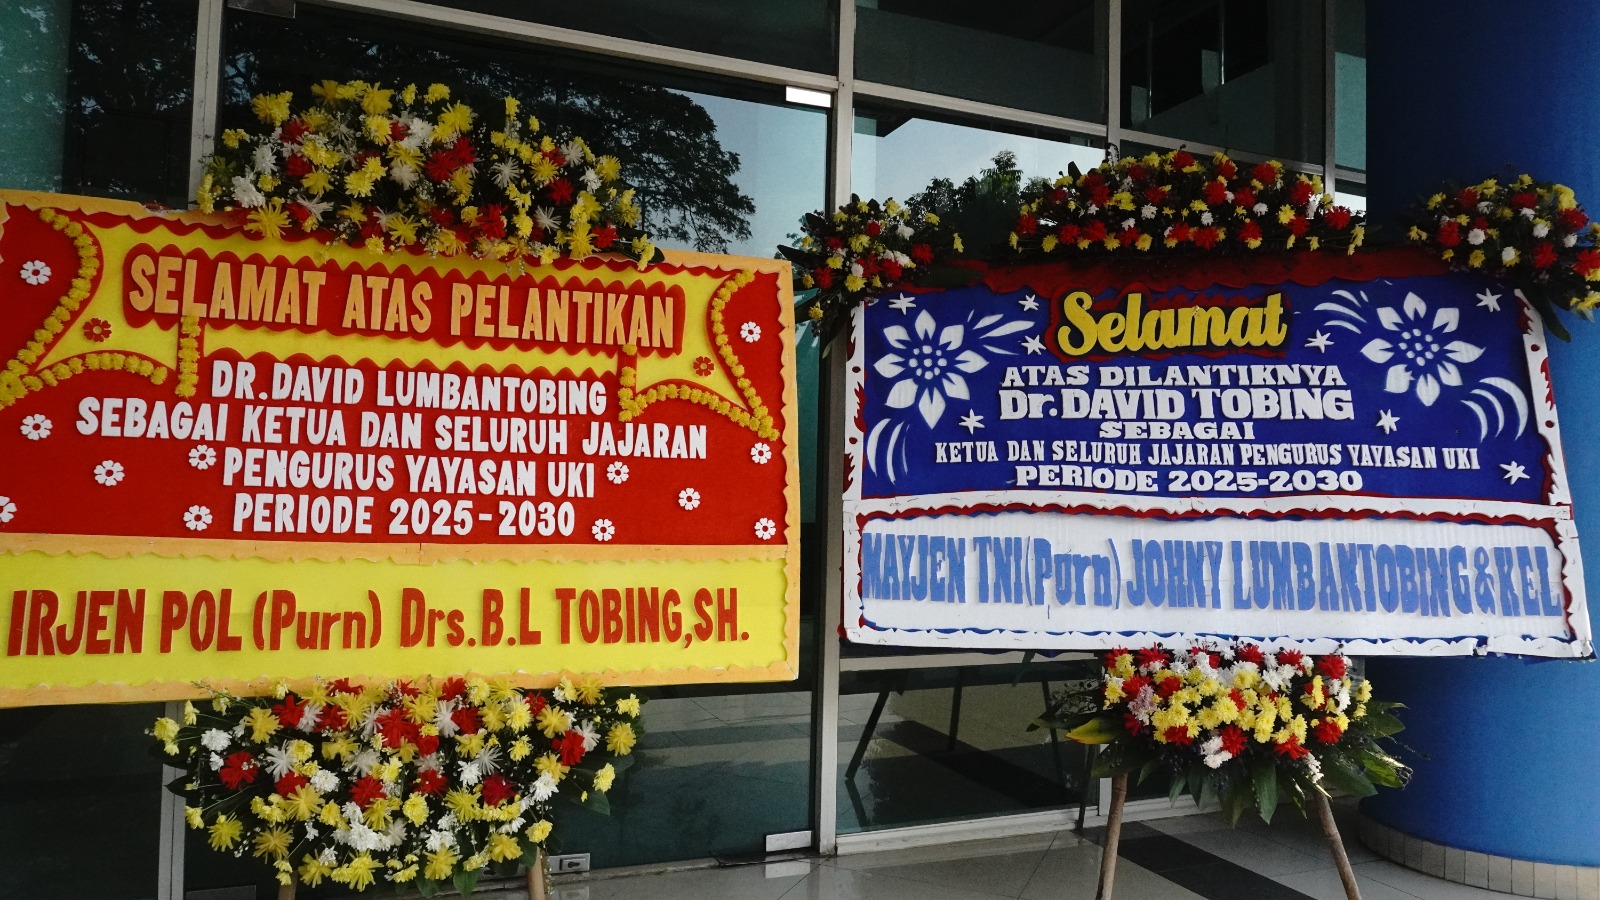 SELAMAT ATAS PELANTIKAN
DR.DAVID LUMBANTOBING
SEBAGAI KETUA DAN SELURUH JAJARAN
PENGURUS YAYASAN UKI
PERIODE 2025-2030
IRJEN POL (Purn) Drs.B.L TOBING,SH.
Selamat
ATAS DILANTIKNYA
Dr.DAVID TOBING
SEBAGAI
KETUA DAN SELURUH JAJARAN PENGURUS YAYASAN UKI
PERIODE 2025-2030
MAYJEN TNI(Purn)JOHNY LUMBANTOBING&KEL